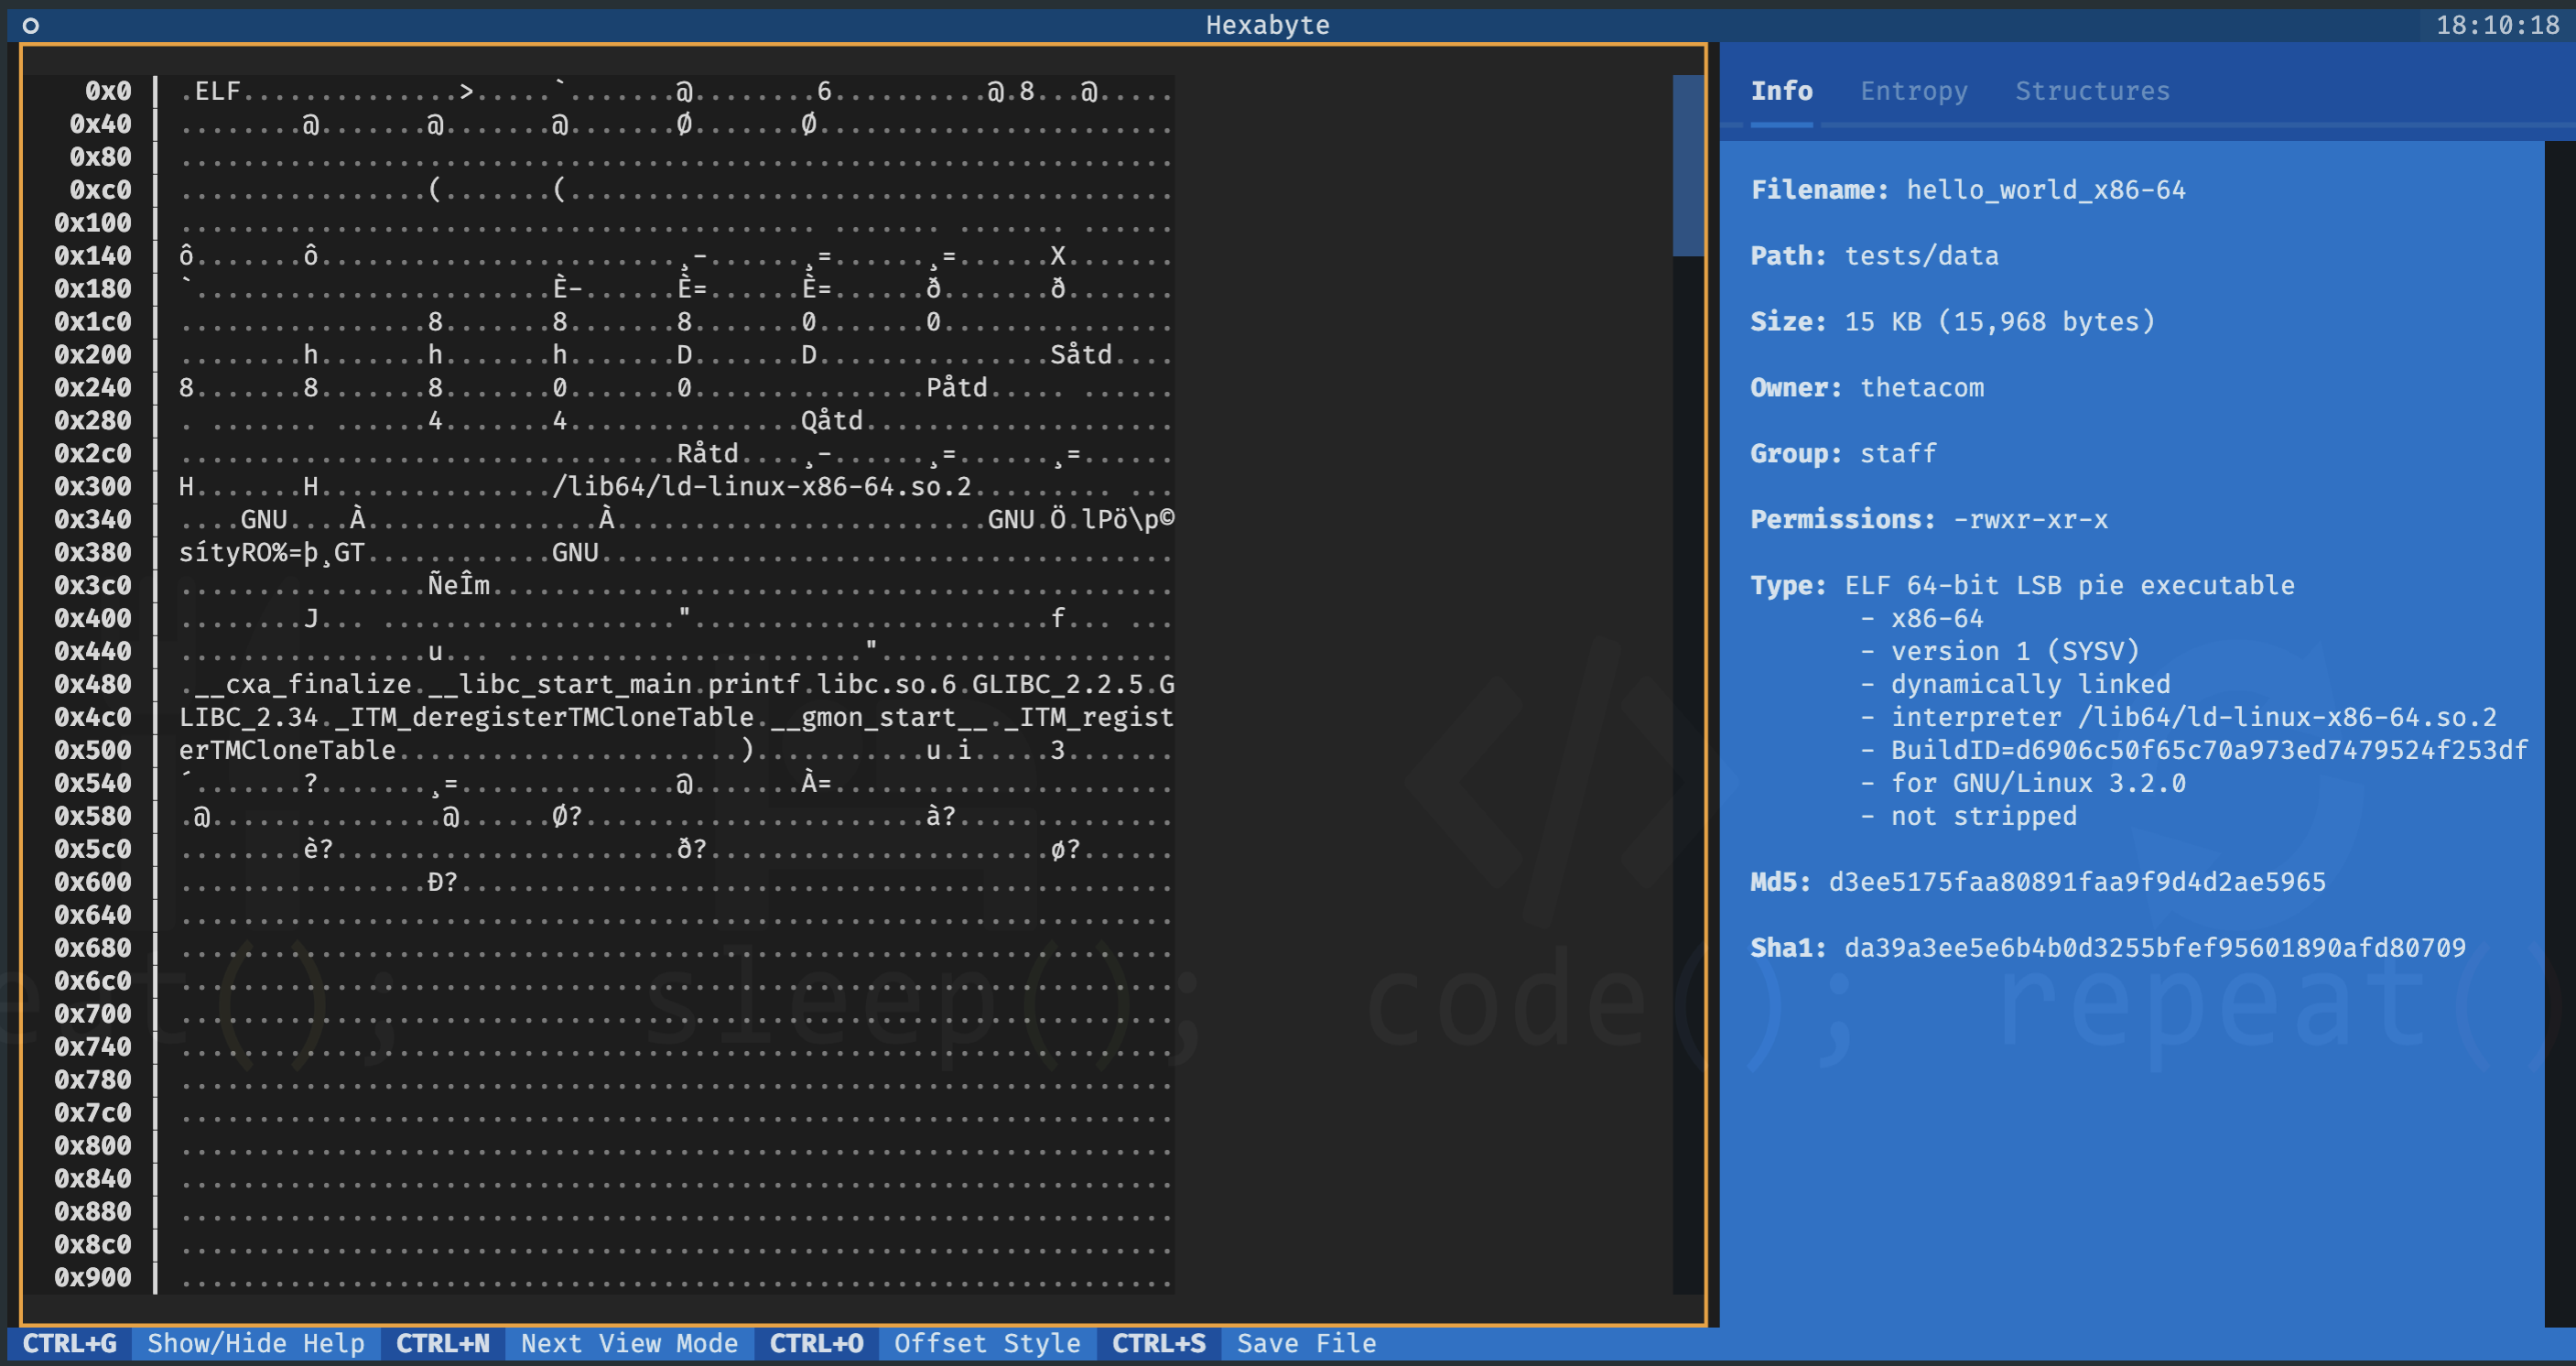 Hexabyte 18:10:18
Info Entropy Structures
0x0 .ELF..............>.....`.......@........6..........@.8...@.....
0x40 ........@.......@.......@.......Ø.......Ø.......................
0x80 ................................................................
0xc0 ................(.......(.......................................
0x100 ......................................... ....... ....... ......
0x140 ô.......ô.......................¸-......¸=......¸=......X.......
0x180 `.......................È-......È=......È=......ð.......ð.......
0x1c0 ................8.......8.......8.......0.......0...............
0x200 ........h.......h.......h.......D.......D...............Såtd....
0x240 8.......8.......8.......0.......0...............Påtd..... ......
0x280 . ....... ......4.......4...............Qåtd....................
0x2c0 ................................Råtd....¸-......¸=......¸=......
0x300 H.......H.............../lib64/ld-linux-x86-64.so.2......... ...
0x340 ....GNU....À...............À........................GNU.Ö.lPö\p©
0x380 sítyRO%=þ¸GT............GNU.....................................
0x3c0 ................ÑeÎm............................................
0x400 ........J... ...................".......................f... ...
0x440 ................u... ......................."...................
0x480 .__cxa_finalize.__libc_start_main.printf.libc.so.6.GLIBC_2.2.5.G
0x4c0 LIBC_2.34._ITM_deregisterTMCloneTable.__gmon_start__._ITM_regist
0x500 erTMCloneTable......................)...........u.i.....3.......
0x540 ´.......?.......¸=..............@.......À=......................
0x580 .@...............@......Ø?......................à?..............
0x5c0 ........è?......................ð?......................ø?......
0x600 ................Ð?..............................................
0x640 ................................................................
0x680 ................................................................
0x6c0 ................................................................
0x700 ................................................................
0x740 ................................................................
0x780 ................................................................
0x7c0 ................................................................
0x800 ................................................................
0x840 ................................................................
0x880 ................................................................
0x8c0 ................................................................
0x900 ................................................................
Filename: hello_world_x86-64
Path: tests/data
Size: 15 KB (15,968 bytes)
Owner: thetacom
Group: staff
Permissions: -rwxr-xr-x
Type: ELF 64-bit LSB pie executable
- x86-64
- version 1 (SYSV)
- dynamically linked
- interpreter /lib64/ld-linux-x86-64.so.2
- BuildID=d6906c50f65c70a973ed7479524f253df
- for GNU/Linux 3.2.0
- not stripped
Md5: d3ee5175faa80891faa9f9d4d2ae5965
Sha1: da39a3ee5e6b4b0d3255bfef95601890afd80709
eat(); sleep(); code(); repeat()
CTRL+G Show/Hide Help CTRL+N Next View Mode CTRL+O Offset Style CTRL+S Save File